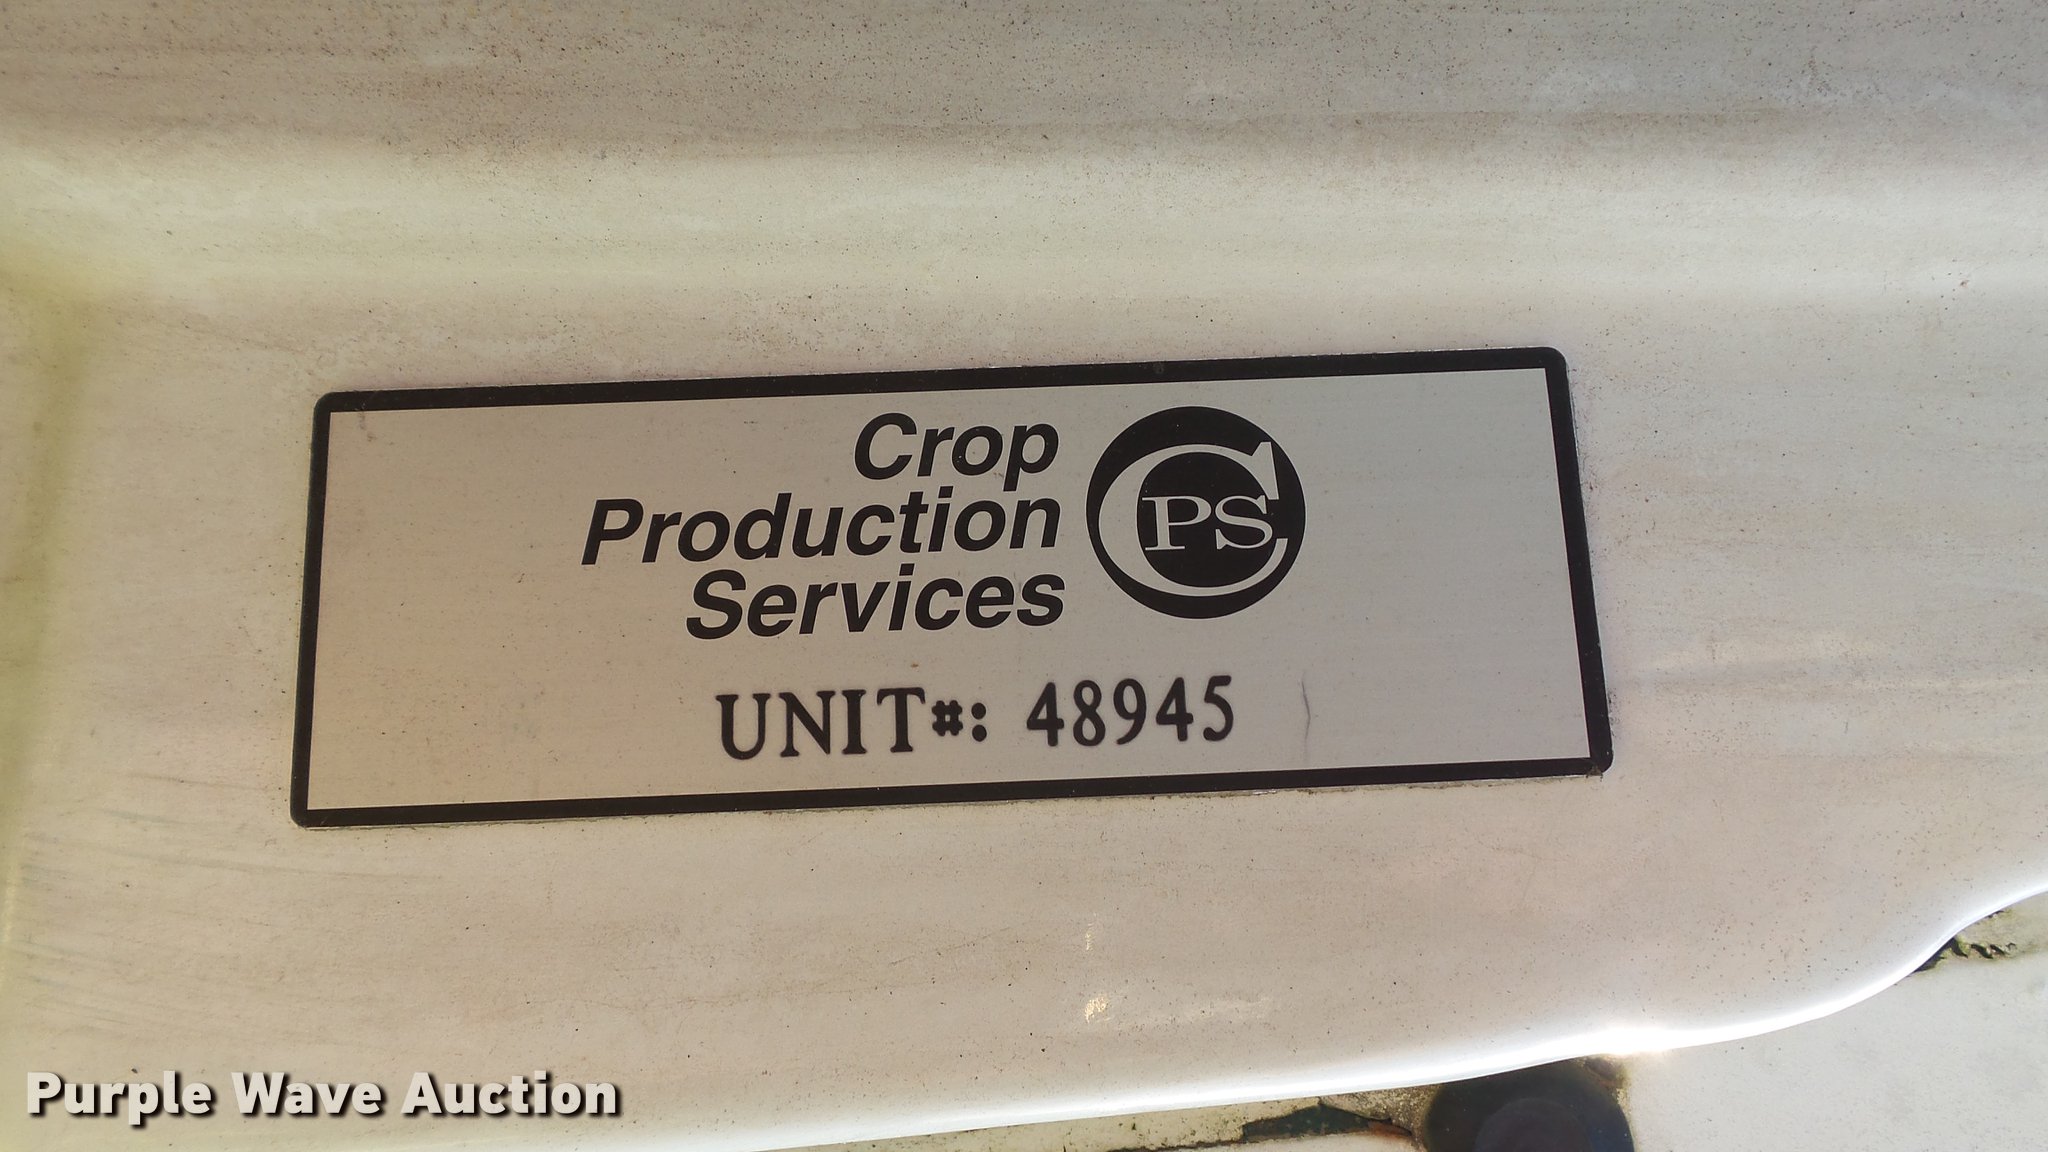 Crop
Production
Services
CPS
UNIT#: 48945
Purple Wave Auction